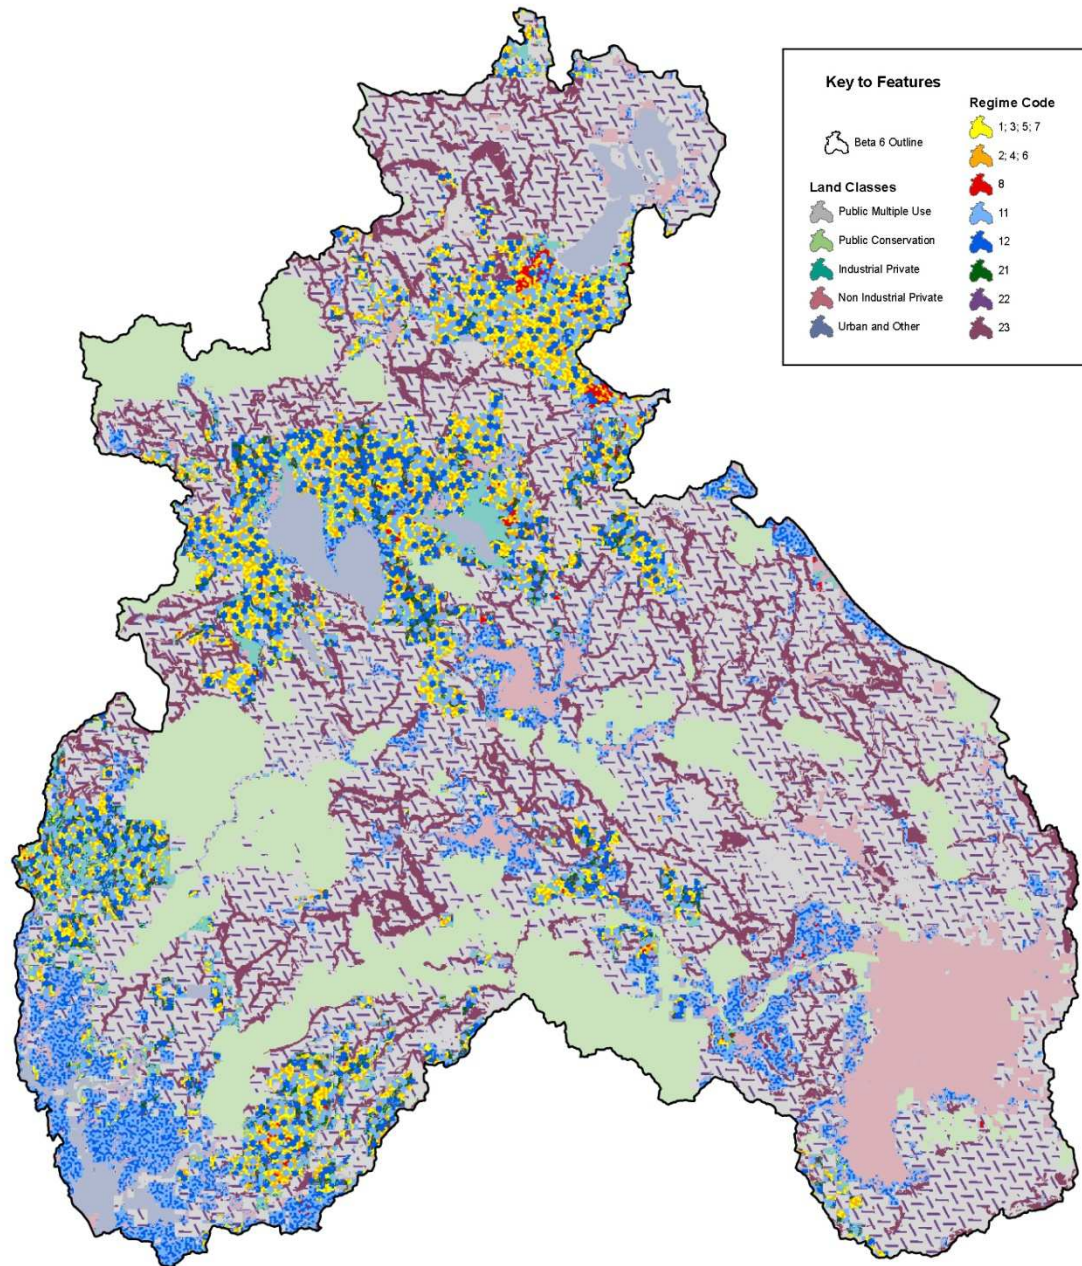 Key to Features
Beta 6 Outline
Land Classes
Public Multiple Use
Public Conservation
Industrial Private
Non Industrial Private
Urban and Other
Regime Code
1; 3; 5; 7
2; 4; 6
8
11
12
21
22
23